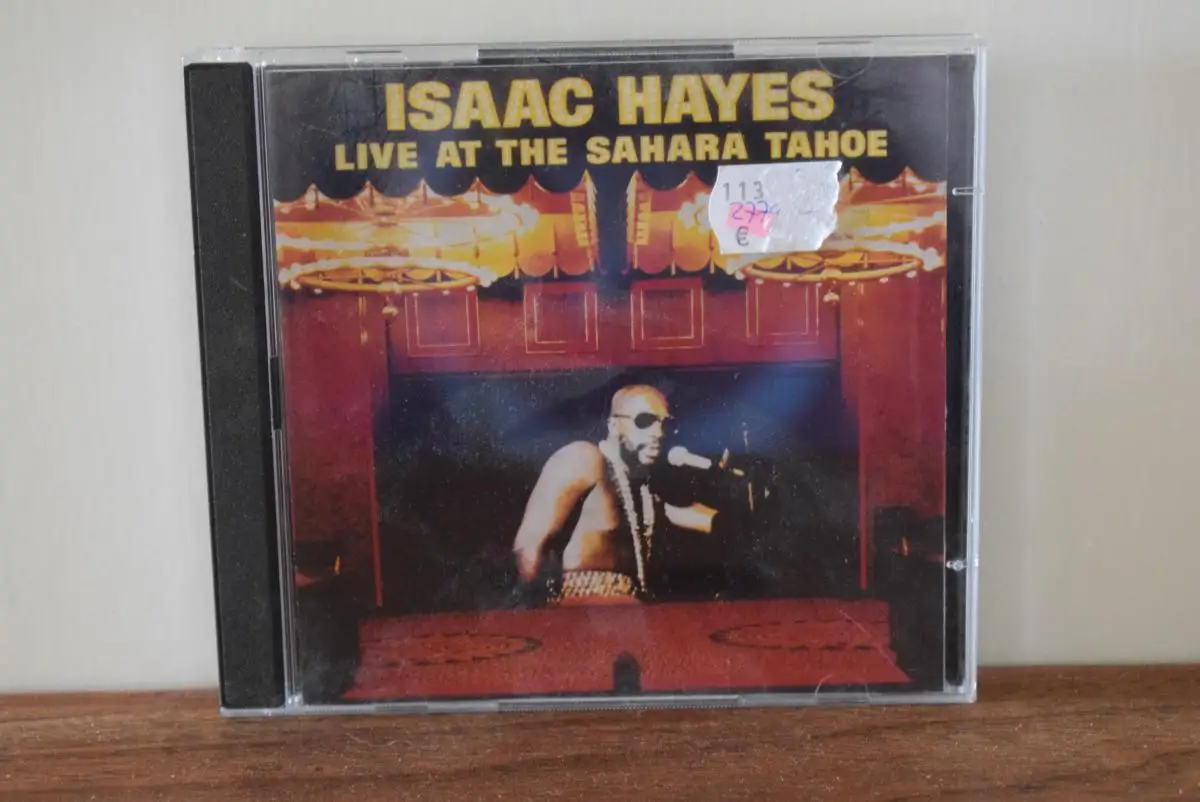 ISAAC HAYES
LIVE AT THE SAHARA TAHOE
113
€